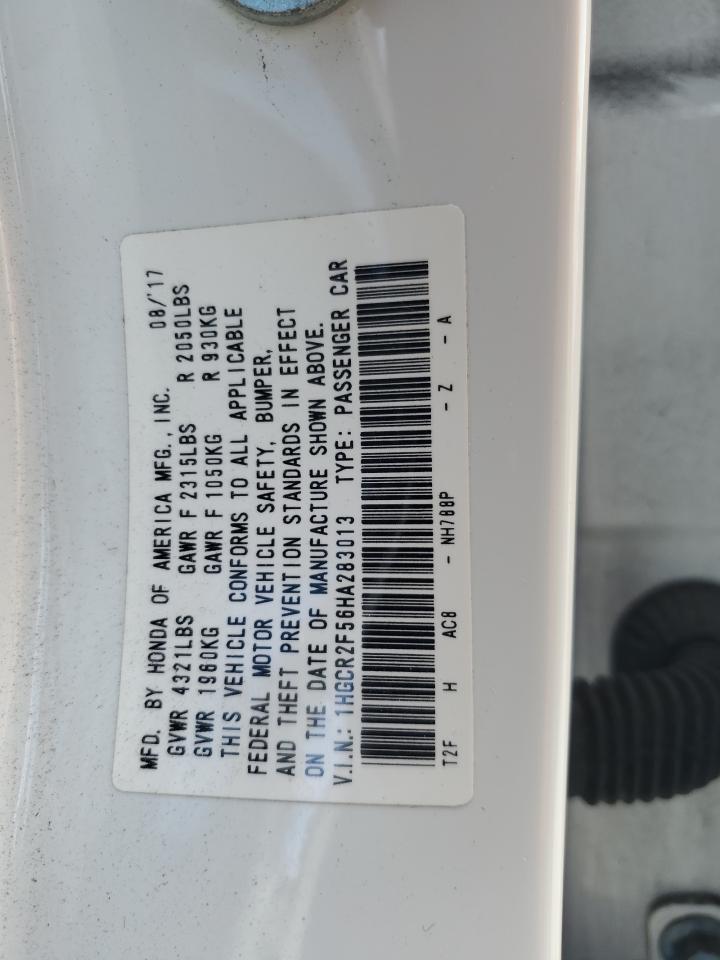 MFD. BY HONDA OF AMERICA MFG., INC. 08/'17
GVWR 4321LBS GAWR F 2315LBS R 2050LBS
GVWR 1960KG GAWR F 1050KG R 930KG
THIS VEHICLE CONFORMS TO ALL APPLICABLE
FEDERAL MOTOR VEHICLE SAFETY, BUMPER,
AND THEFT PREVENTION STANDARDS IN EFFECT
ON THE DATE OF MANUFACTURE SHOWN ABOVE.
V.I.N.: 1HGCR2F56HA283013 TYPE: PASSENGER CAR
T2F H AC8 - NH788P - Z - A